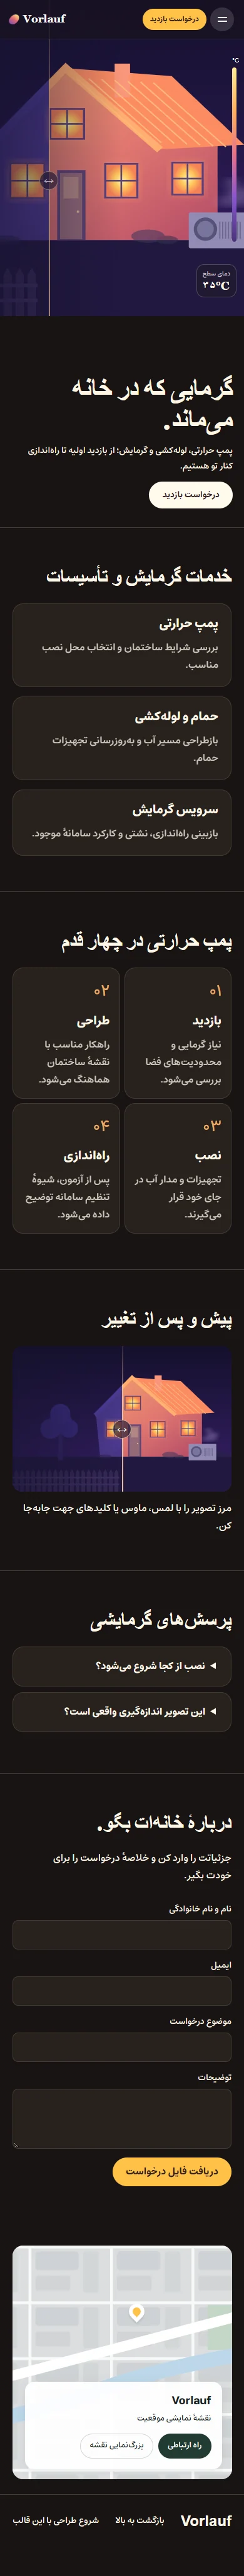 Vorlauf
درخواست بازدید
°C
دمای سطح
۳۵°C
گرمایی که در خانه
می‌ماند.
پمپ حرارتی، لوله‌کشی و گرمایش؛ از بازدید اولیه تا راه‌اندازی
کنار تو هستیم.
درخواست بازدید
خدمات گرمایش و تأسیسات
پمپ حرارتی
بررسی شرایط ساختمان و انتخاب محل نصب
مناسب.
حمام و لوله‌کشی
بازطراحی مسیر آب و به‌روزرسانی تجهیزات
حمام.
سرویس گرمایش
بازبینی راه‌اندازی، نشتی و کارکرد سامانهٔ موجود.
پمپ حرارتی در چهار قدم
۰۱
بازدید
نیاز گرمایی و
محدودیت‌های فضا
بررسی می‌شود.
۰۲
طراحی
راهکار مناسب با
نقشهٔ ساختمان
هماهنگ می‌شود.
۰۳
نصب
تجهیزات و مدار آب در
جای خود قرار
می‌گیرند.
۰۴
راه‌اندازی
پس از آزمون، شیوهٔ
تنظیم سامانه توضیح
داده می‌شود.
پیش و پس از تغییر
مرز تصویر را با لمس، ماوس یا کلیدهای جهت جابه‌جا
کن.
پرسش‌های گرمایشی
نصب از کجا شروع می‌شود؟
این تصویر اندازه‌گیری واقعی است؟
دربارهٔ خانه‌ات بگو.
جزئیاتت را وارد کن و خلاصهٔ درخواست را برای
خودت بگیر.
نام و نام خانوادگی
ایمیل
موضوع درخواست
توضیحات
دریافت فایل درخواست
Vorlauf
نقشهٔ نمایشی موقعیت
راه ارتباطی
بزرگ‌نمایی نقشه
Vorlauf
بازگشت به بالا
شروع طراحی با این قالب